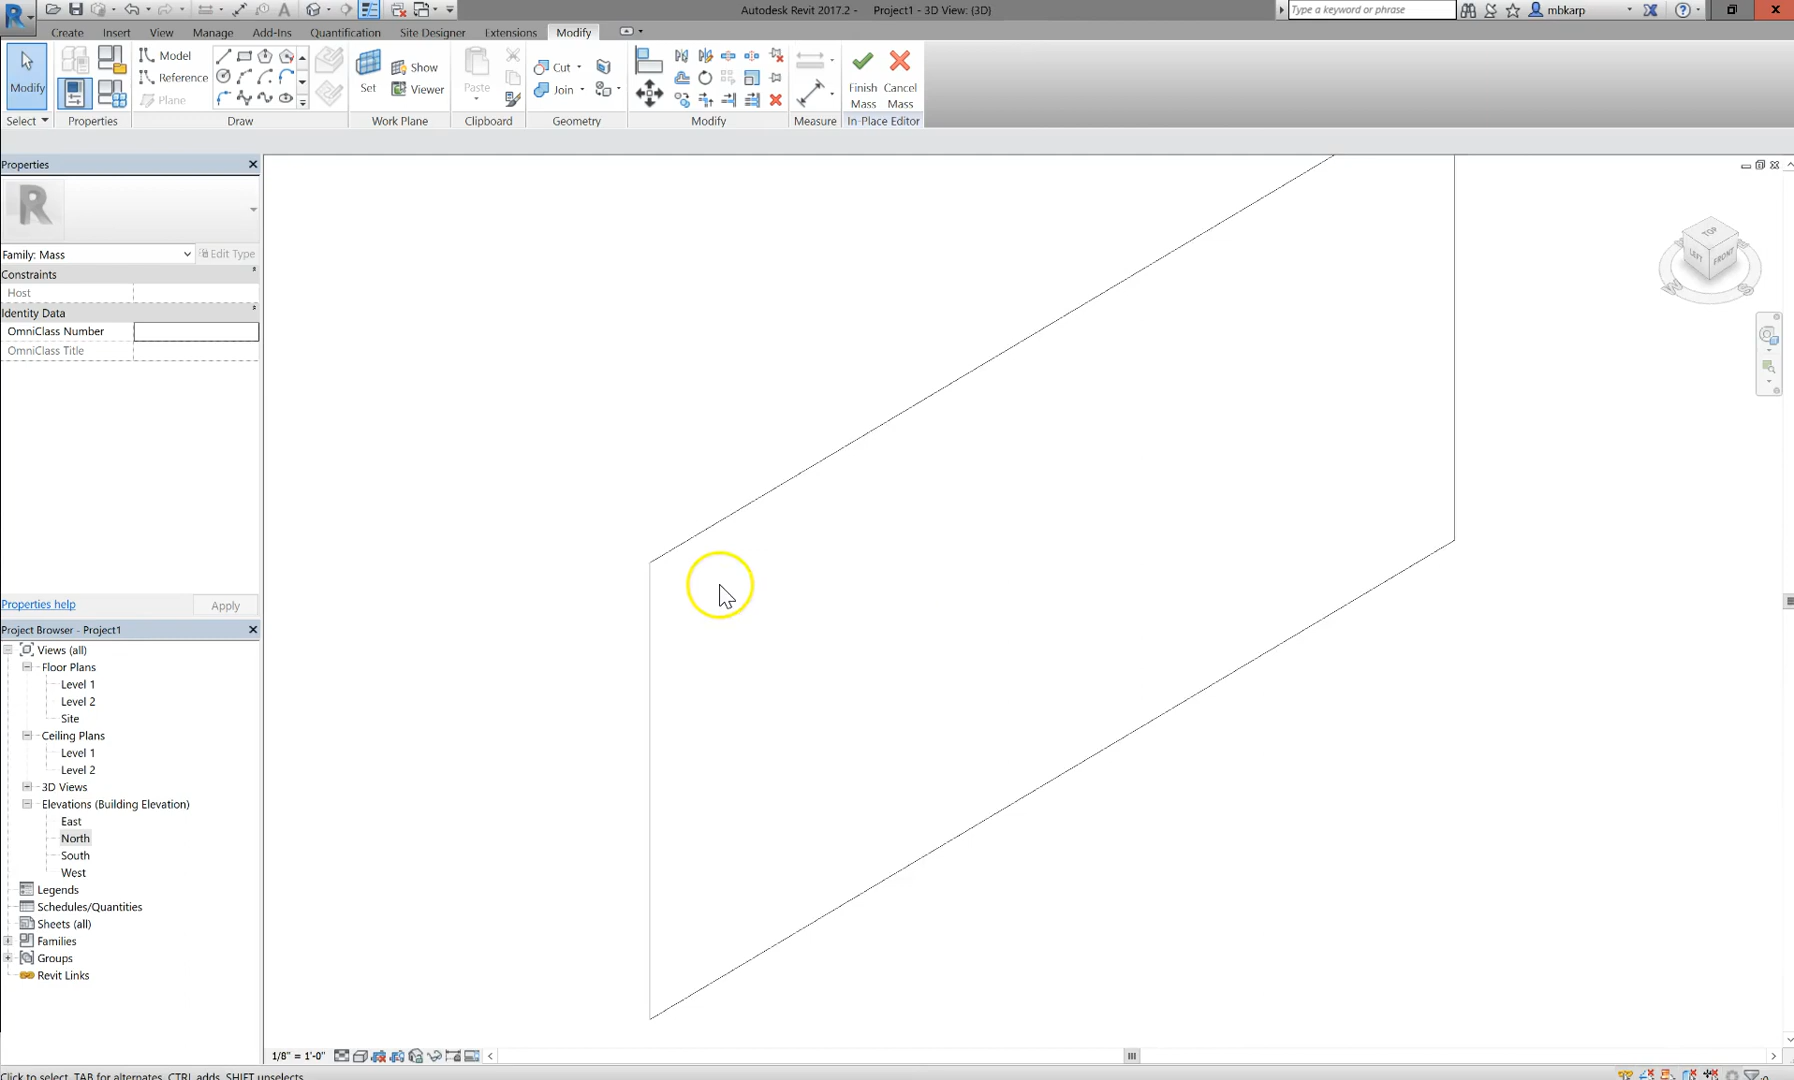 Autodesk Revit 2017.2 - Project1 - 3D View: {3D}
Type a keyword or phrase
mbkarp
Create Insert View Manage Add-Ins Quantification Site Designer Extensions Modify
Modify
Model
Reference
Plane
Set
Show
Viewer
Paste
Cut
Join
Finish Mass
Cancel Mass
Select Properties Draw Work Plane Clipboard Geometry Modify Measure In-Place Editor
Properties
R
Family: Mass
Edit Type
Constraints
Host
Identity Data
OmniClass Number
OmniClass Title
Properties help
Apply
Project Browser - Project1
Views (all)
Floor Plans
Level 1
Level 2
Site
Ceiling Plans
Level 1
Level 2
3D Views
Elevations (Building Elevation)
East
North
South
West
Legends
Schedules/Quantities
Sheets (all)
Families
Groups
Revit Links
TOP
LEFT
FRONT
W
S
1/8" = 1'-0"
Click to select, TAB for alternates, CTRL adds, SHIFT unselects.
:0